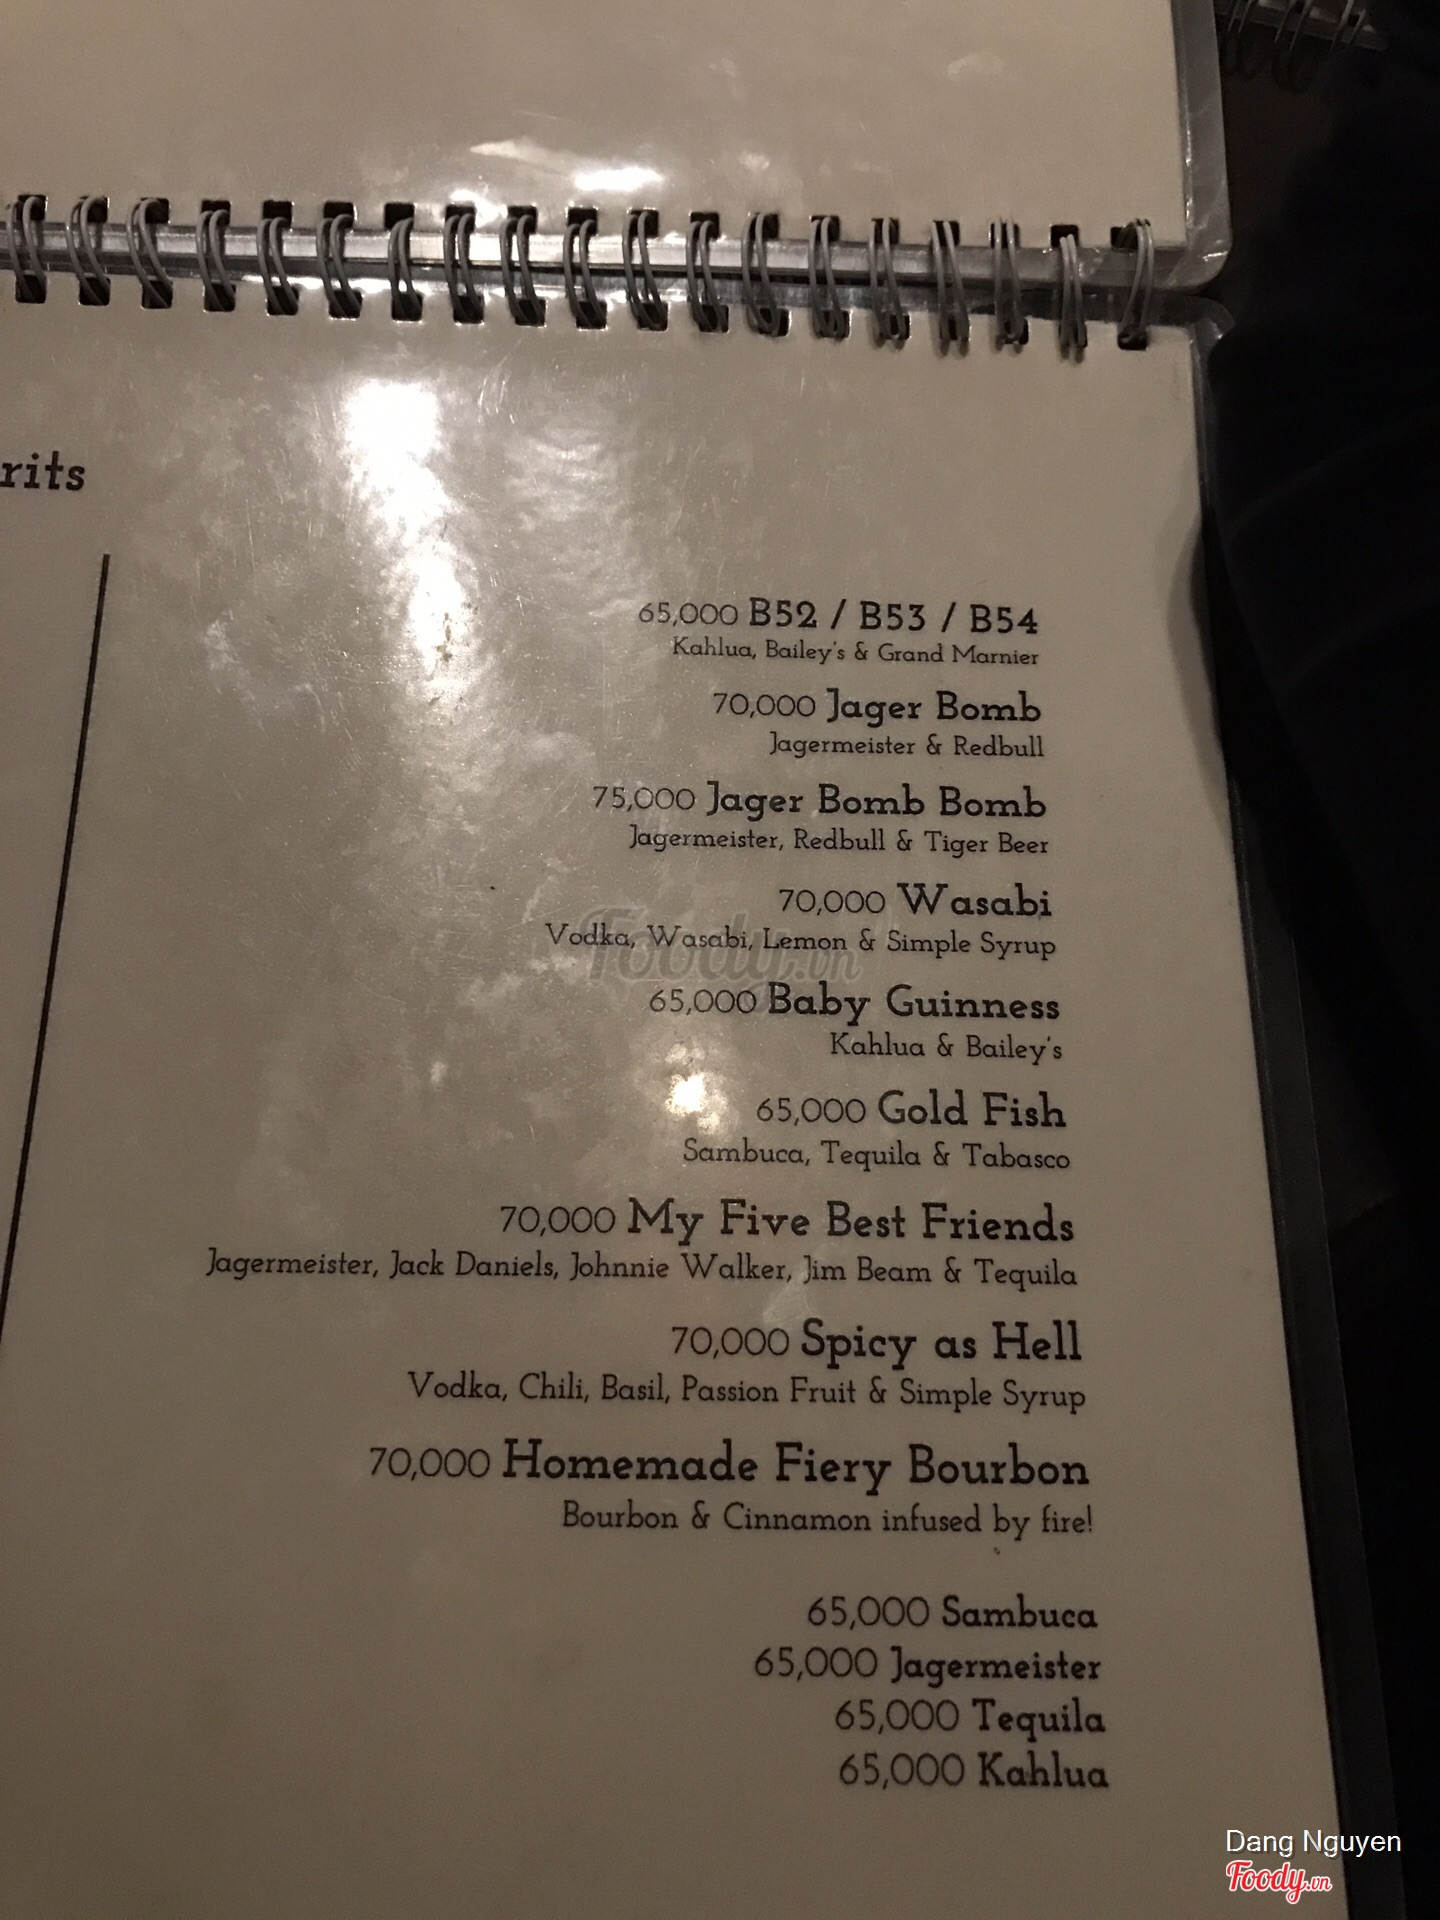 rits
65,000 B52 / B53 / B54
Kahlua, Bailey's & Grand Marnier
70,000 Jager Bomb
Jagermeister & Redbull
75,000 Jager Bomb Bomb
Jagermeister, Redbull & Tiger Beer
70,000 Wasabi
Vodka, Wasabi, Lemon & Simple Syrup
Foody.vn
65,000 Baby Guinness
Kahlua & Bailey's
65,000 Gold Fish
Sambuca, Tequila & Tabasco
70,000 My Five Best Friends
Jagermeister, Jack Daniels, Johnnie Walker, Jim Beam & Tequila
70,000 Spicy as Hell
Vodka, Chili, Basil, Passion Fruit & Simple Syrup
70,000 Homemade Fiery Bourbon
Bourbon & Cinnamon infused by fire!
65,000 Sambuca
65,000 Jagermeister
65,000 Tequila
65,000 Kahlua
Dang Nguyen
Foody.vn